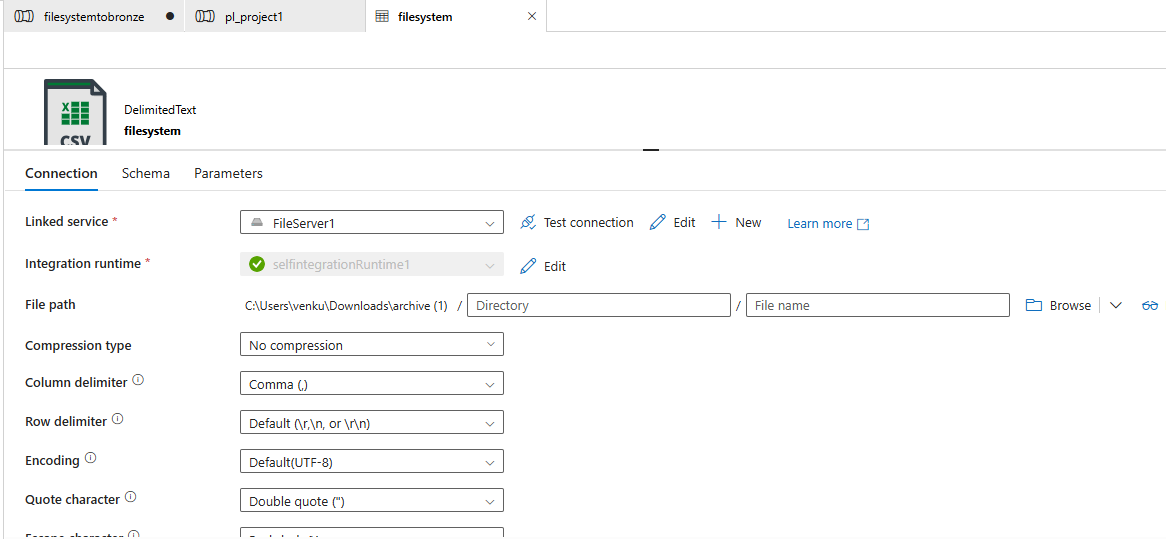 filesystemtobronze
pl_project1
filesystem
CSV
DelimitedText
filesystem
Connection Schema Parameters
Linked service * FileServer1 Test connection Edit New Learn more
Integration runtime * selfintegrationRuntime1 Edit
File path C:\Users\venku\Downloads\archive (1) / Directory / File name Browse
Compression type No compression
Column delimiter Comma (,)
Row delimiter Default (\r,\n, or \r\n)
Encoding Default(UTF-8)
Quote character Double quote (")